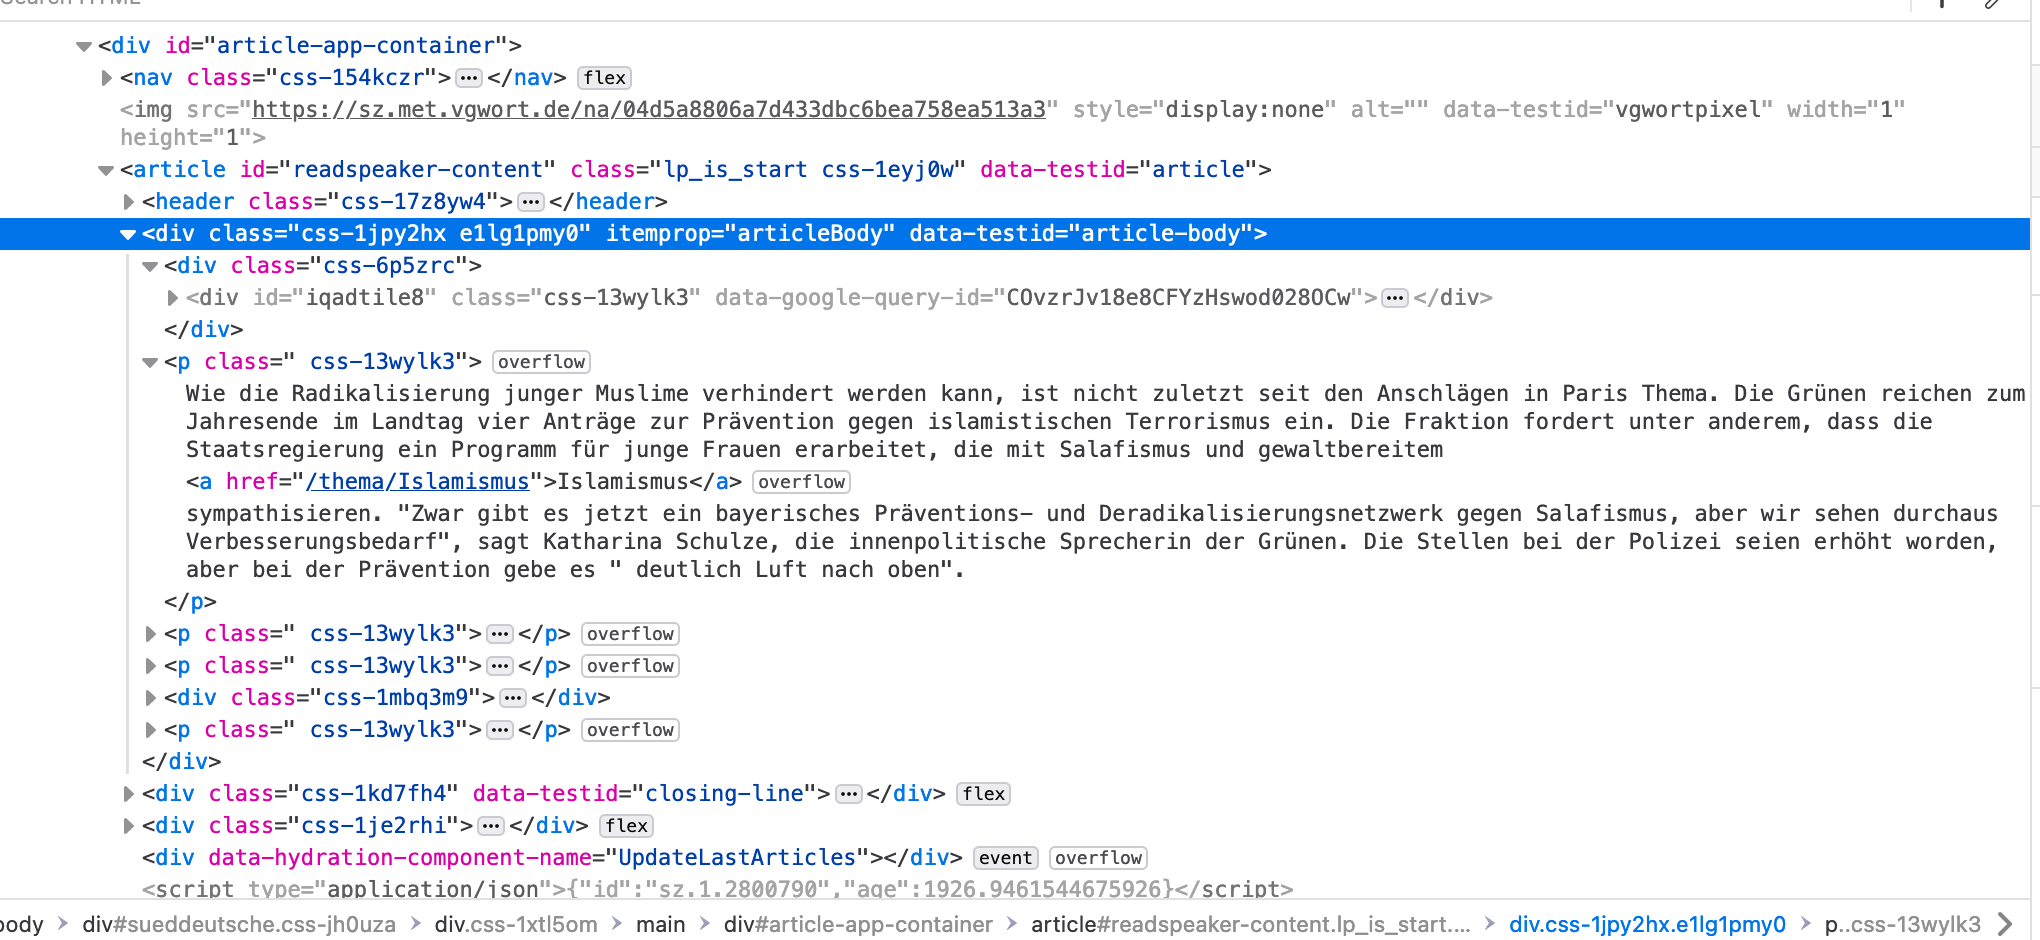 Search HTML
<div id="article-app-container">
<nav class="css-154kczr"> ••• </nav> flex
<img src="https://sz.met.vgwort.de/na/04d5a8806a7d433dbc6bea758ea513a3" style="display:none" alt="" data-testid="vgwortpixel" width="1"
height="1">
<article id="readspeaker-content" class="lp_is_start css-1eyj0w" data-testid="article">
<header class="css-17z8yw4"> ••• </header>
<div class="css-1jpy2hx e1lg1pmy0" itemprop="articleBody" data-testid="article-body">
<div class="css-6p5zrc">
<div id="iqadtile8" class="css-13wylk3" data-google-query-id="COvzrJv18e8CFYzHswod028OCw"> ••• </div>
</div>
<p class=" css-13wylk3"> overflow
Wie die Radikalisierung junger Muslime verhindert werden kann, ist nicht zuletzt seit den Anschlägen in Paris Thema. Die Grünen reichen zum
Jahresende im Landtag vier Anträge zur Prävention gegen islamistischen Terrorismus ein. Die Fraktion fordert unter anderem, dass die
Staatsregierung ein Programm für junge Frauen erarbeitet, die mit Salafismus und gewaltbereitem
<a href="/thema/Islamismus">Islamismus</a> overflow
sympathisieren. "Zwar gibt es jetzt ein bayerisches Präventions- und Deradikalisierungsnetzwerk gegen Salafismus, aber wir sehen durchaus
Verbesserungsbedarf", sagt Katharina Schulze, die innenpolitische Sprecherin der Grünen. Die Stellen bei der Polizei seien erhöht worden,
aber bei der Prävention gebe es " deutlich Luft nach oben".
</p>
<p class=" css-13wylk3"> ••• </p> overflow
<p class=" css-13wylk3"> ••• </p> overflow
<div class="css-1mbq3m9"> ••• </div>
<p class=" css-13wylk3"> ••• </p> overflow
</div>
<div class="css-1kd7fh4" data-testid="closing-line"> ••• </div> flex
<div class="css-1je2rhi"> ••• </div> flex
<div data-hydration-component-name="UpdateLastArticles"></div> event overflow
<script type="application/json">{"id":"sz.1.2800790","age":1926.9461544675926}</script>
body > div#sueddeutsche.css-jh0uza > div.css-1xtl5om > main > div#article-app-container > article#readspeaker-content.lp_is_start.… > div.css-1jpy2hx.e1lg1pmy0 > p..css-13wylk3